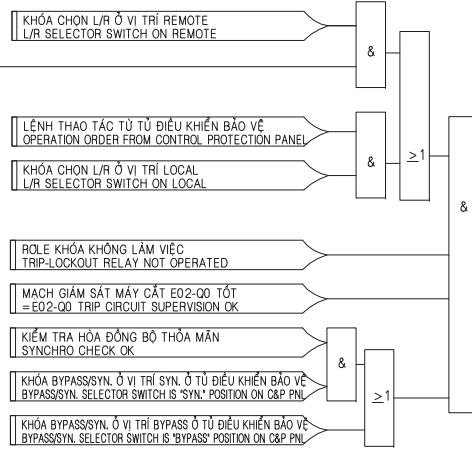 KHÓA CHỌN L/R Ở VỊ TRÍ REMOTE
L/R SELECTOR SWITCH ON REMOTE
&
LỆNH THAO TÁC TỪ TỦ ĐIỀU KHIỂN BẢO VỆ
OPERATION ORDER FROM CONTROL PROTECTION PANEL
KHÓA CHỌN L/R Ở VỊ TRÍ LOCAL
L/R SELECTOR SWITCH ON LOCAL
&
≥1
&
RƠLE KHÓA KHÔNG LÀM VIỆC
TRIP-LOCKOUT RELAY NOT OPERATED
MẠCH GIÁM SÁT MÁY CẮT E02-Q0 TỐT
=E02-Q0 TRIP CIRCUIT SUPERVISION OK
KIỂM TRA HÒA ĐỒNG BỘ THỎA MÃN
SYNCHRO CHECK OK
KHÓA BYPASS/SYN. Ở VỊ TRÍ SYN. Ở TỦ ĐIỀU KHIỂN BẢO VỆ
BYPASS/SYN. SELECTOR SWITCH IS "SYN." POSITION ON C&P PNL
&
≥1
KHÓA BYPASS/SYN. Ở VỊ TRÍ BYPASS Ở TỦ ĐIỀU KHIỂN BẢO VỆ
BYPASS/SYN. SELECTOR SWITCH IS "BYPASS" POSITION ON C&P PNL